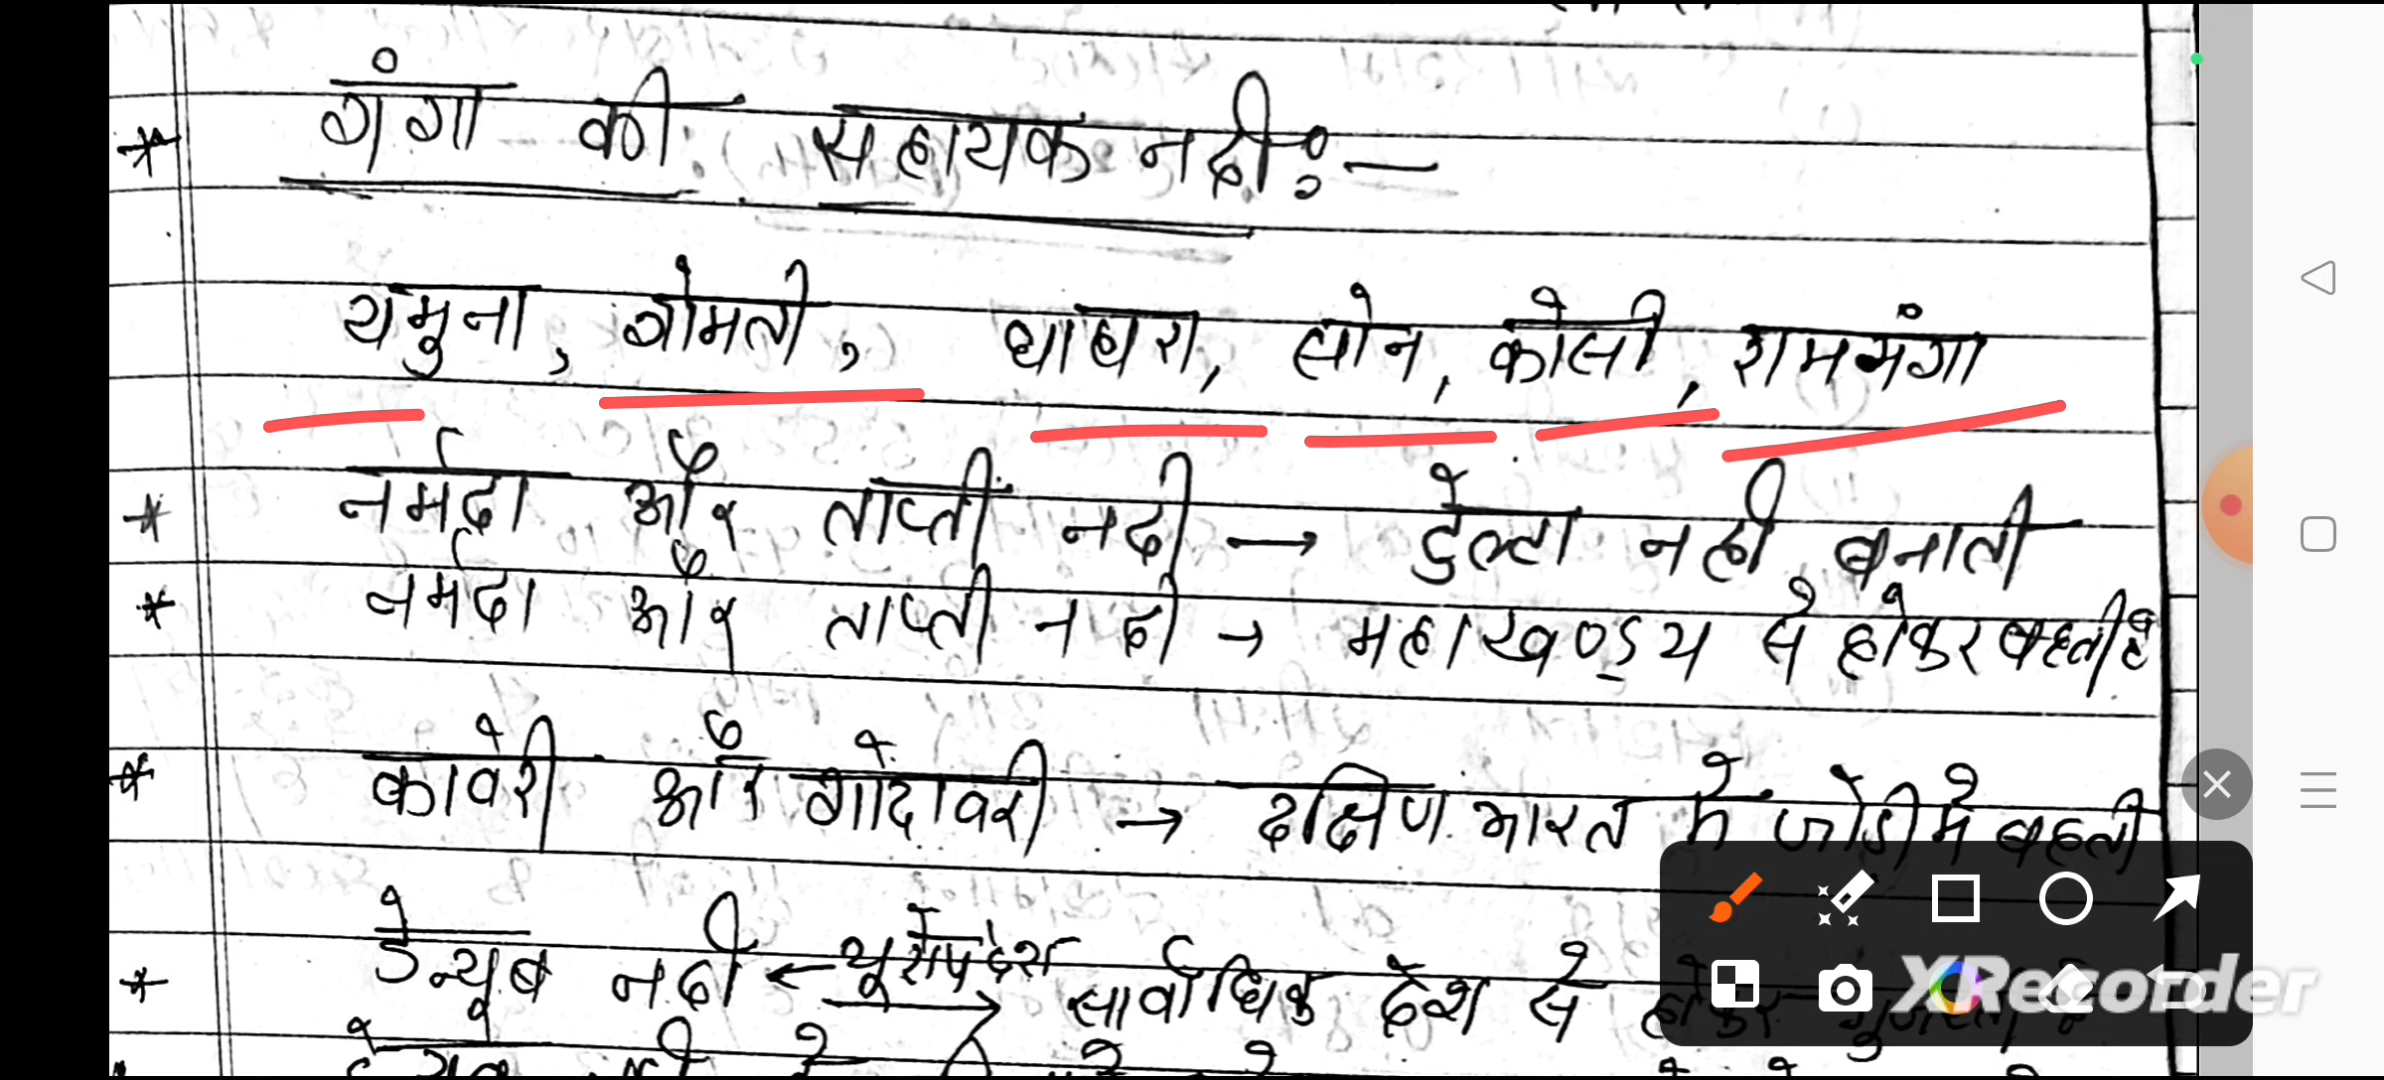 * गंगा की सहायक नदी :—
यमुना, गोमती, घाघरा, सोन, कोसी, रामगंगा
* नर्मदा और ताप्ती नदी → डेल्टा नही बनाती
* नर्मदा और ताप्ती नदी → महाखण्ड्य से होकर बहती है
* कावेरी और गोदावरी → दक्षिण भारत में जोडी में बहती
* डेन्यूब नदी ← यूरोप देश → सार्वाधिक देश से
XRecorder